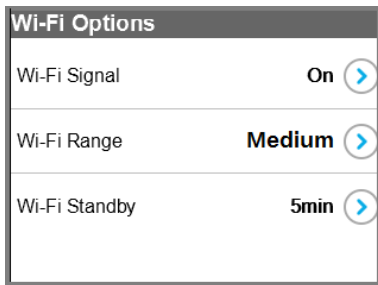 Wi-Fi Options
Wi-Fi Signal On
Wi-Fi Range Medium
Wi-Fi Standby 5min